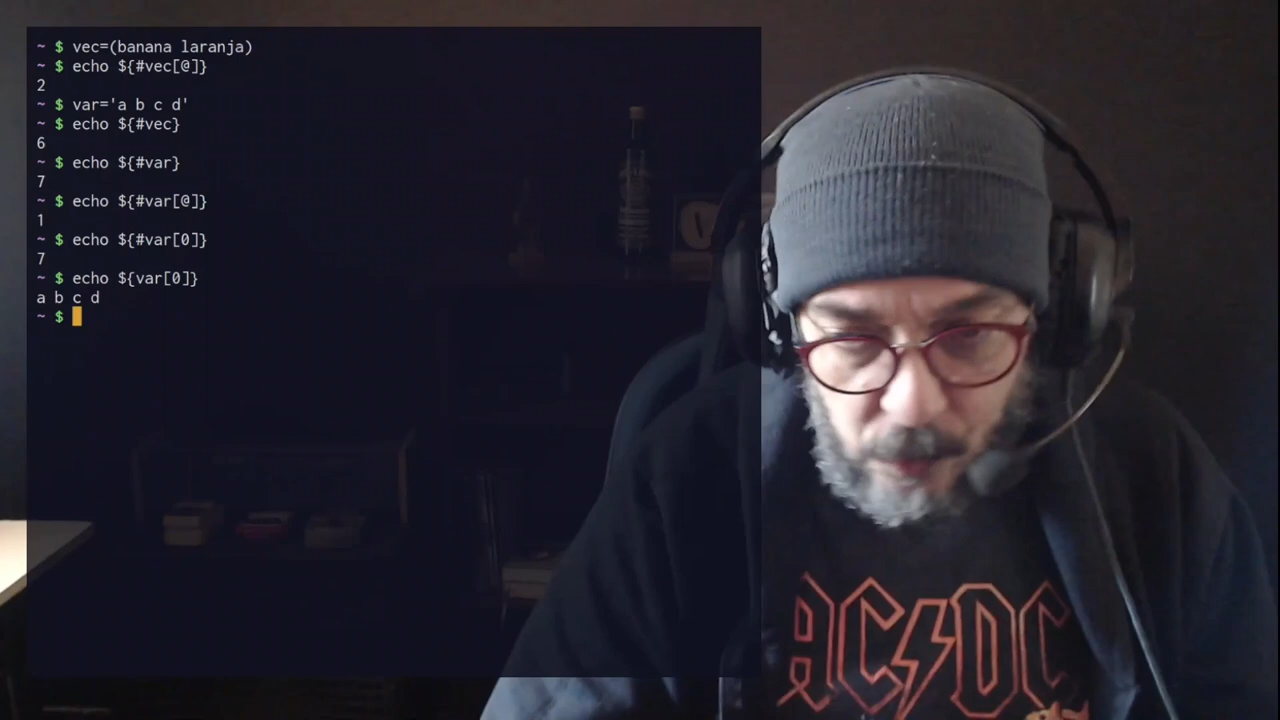 ~ $ vec=(banana laranja)
~ $ echo ${#vec[@]}
2
~ $ var='a b c d'
~ $ echo ${#vec}
6
~ $ echo ${#var}
7
~ $ echo ${#var[@]}
1
~ $ echo ${#var[0]}
7
~ $ echo ${var[0]}
a b c d
~ $
AC/DC